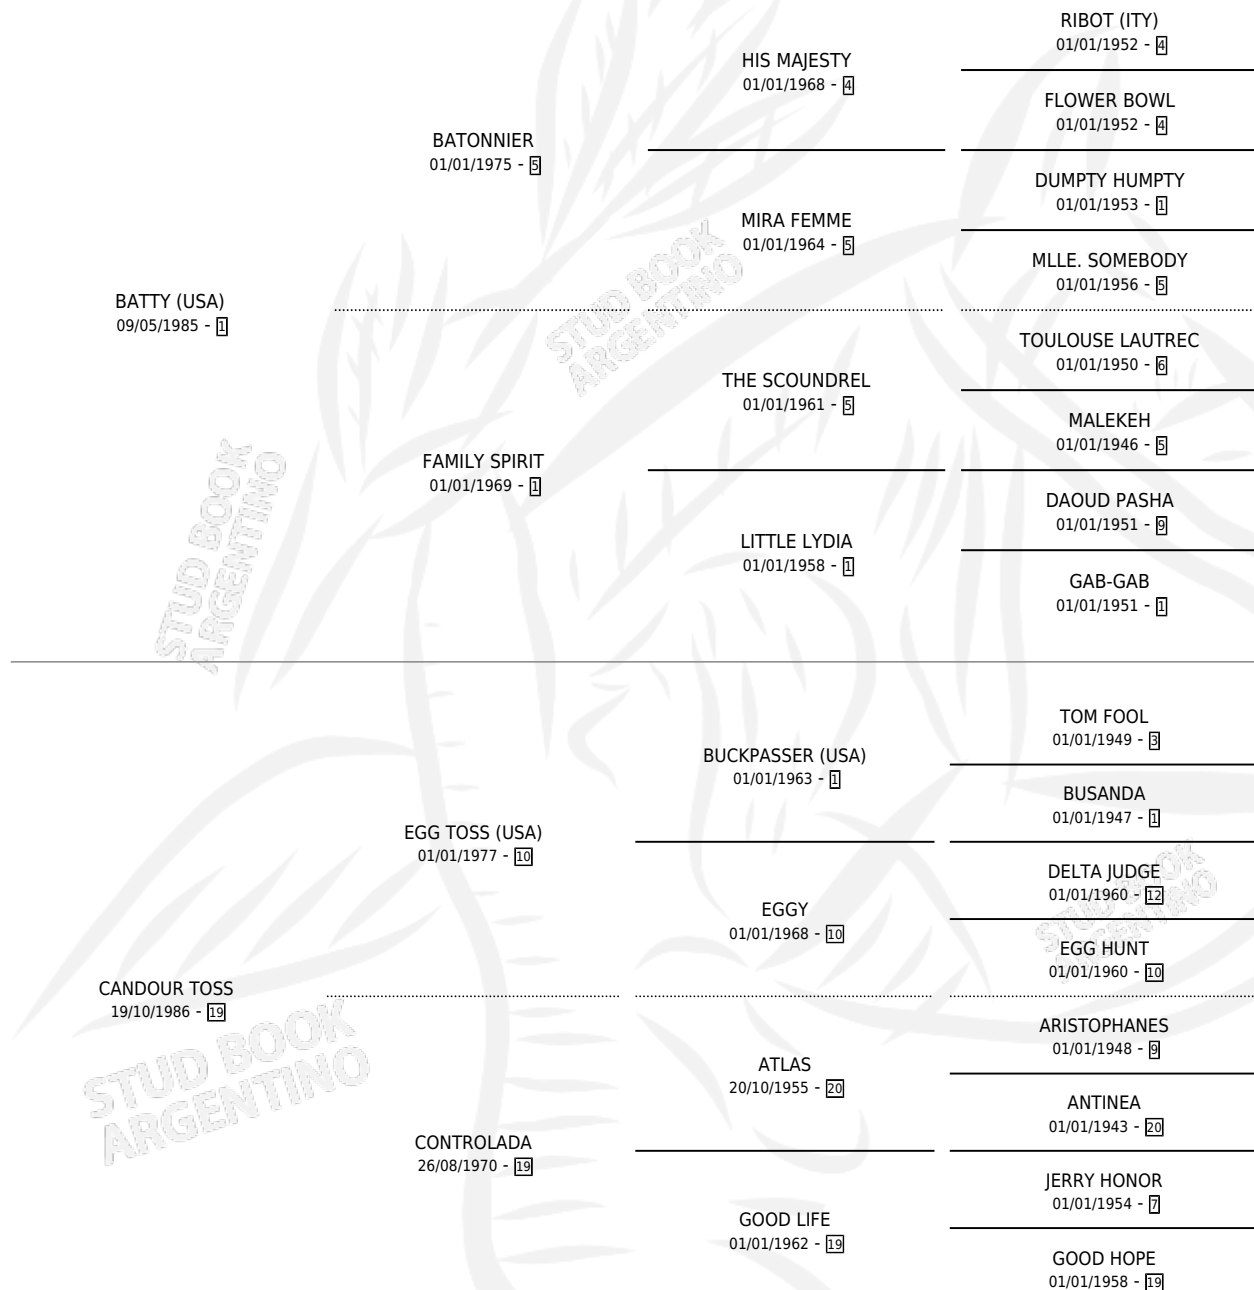 RIBOT (ITY)
01/01/1952 - 4
HIS MAJESTY
01/01/1968 - 4
FLOWER BOWL
01/01/1952 - 4
BATONNIER
01/01/1975 - 5
DUMPTY HUMPTY
01/01/1953 - 1
MIRA FEMME
01/01/1964 - 5
MLLE. SOMEBODY
01/01/1956 - 5
BATTY (USA)
09/05/1985 - 1
TOULOUSE LAUTREC
01/01/1950 - 6
THE SCOUNDREL
01/01/1961 - 5
MALEKEH
01/01/1946 - 5
FAMILY SPIRIT
01/01/1969 - 1
DAOUD PASHA
01/01/1951 - 9
LITTLE LYDIA
01/01/1958 - 1
GAB-GAB
01/01/1951 - 1
TOM FOOL
01/01/1949 - 3
BUCKPASSER (USA)
01/01/1963 - 1
BUSANDA
01/01/1947 - 1
EGG TOSS (USA)
01/01/1977 - 10
DELTA JUDGE
01/01/1960 - 12
EGGY
01/01/1968 - 10
EGG HUNT
01/01/1960 - 10
CANDOUR TOSS
19/10/1986 - 19
ARISTOPHANES
01/01/1948 - 9
ATLAS
20/10/1955 - 20
ANTINEA
01/01/1943 - 20
CONTROLADA
26/08/1970 - 19
JERRY HONOR
01/01/1954 - 7
GOOD LIFE
01/01/1962 - 19
GOOD HOPE
01/01/1958 - 19
STUD BOOK
ARGENTINO
STUD BOOK
ARGENTINO
STUD BOOK
ARGENTINO
STUD BOOK
ARGENTINO